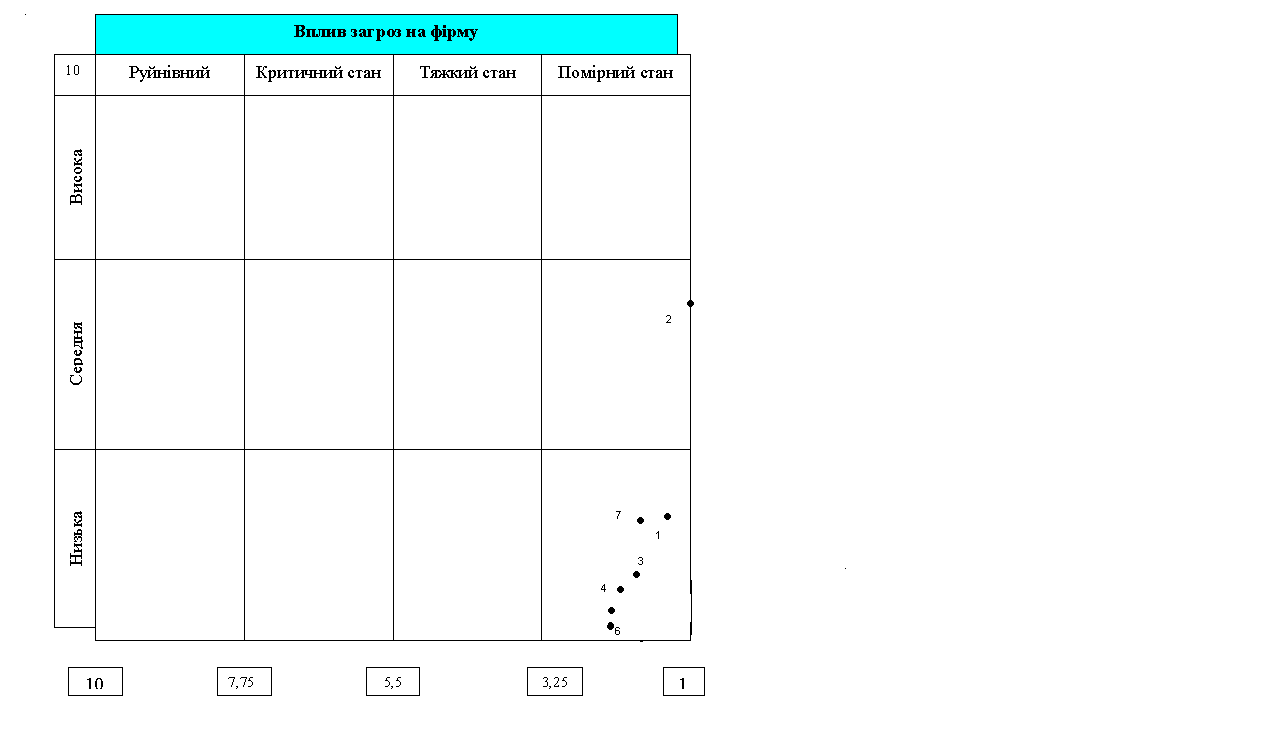 Вплив загроз на фірму
10 Руйнівний Критичний стан Тяжкий стан Помірний стан
Висока
Середня
2
Низька
7
1
3
4
6
10 7,75 5,5 3,25 1